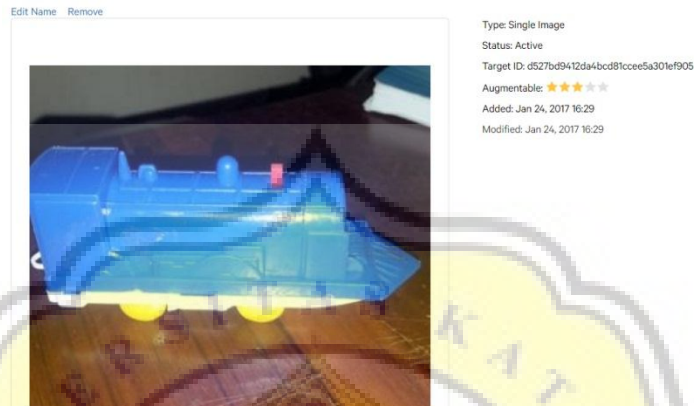 Edit Name Remove
Type: Single Image
Status: Active
Target ID: d527bd9412da4bcd81ccee5a301ef905
Augmentable:
Added: Jan 24, 2017 16:29
Modified: Jan 24, 2017 16:29